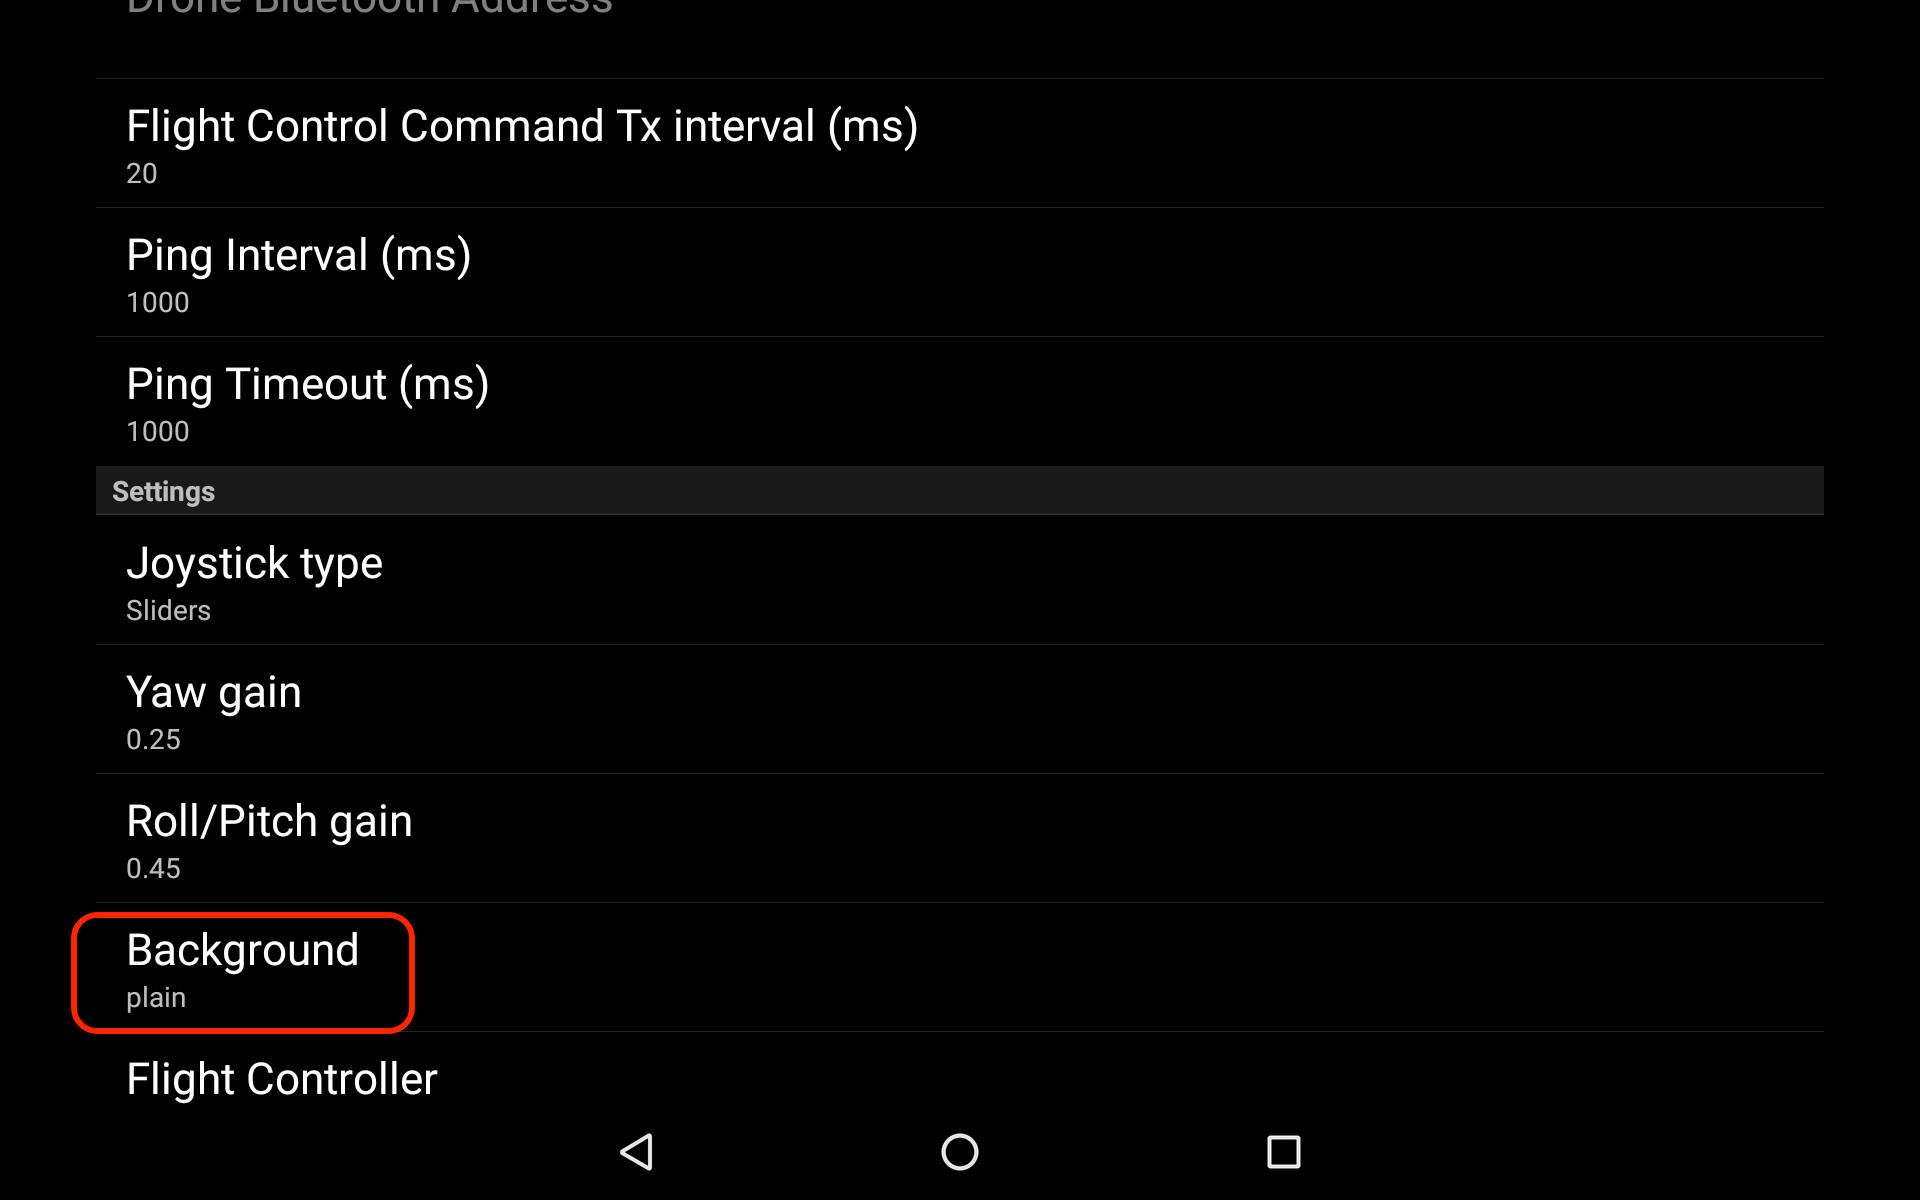 Drone Bluetooth Address
Flight Control Command Tx interval (ms)
20
Ping Interval (ms)
1000
Ping Timeout (ms)
1000
Settings
Joystick type
Sliders
Yaw gain
0.25
Roll/Pitch gain
0.45
Background
plain
Flight Controller